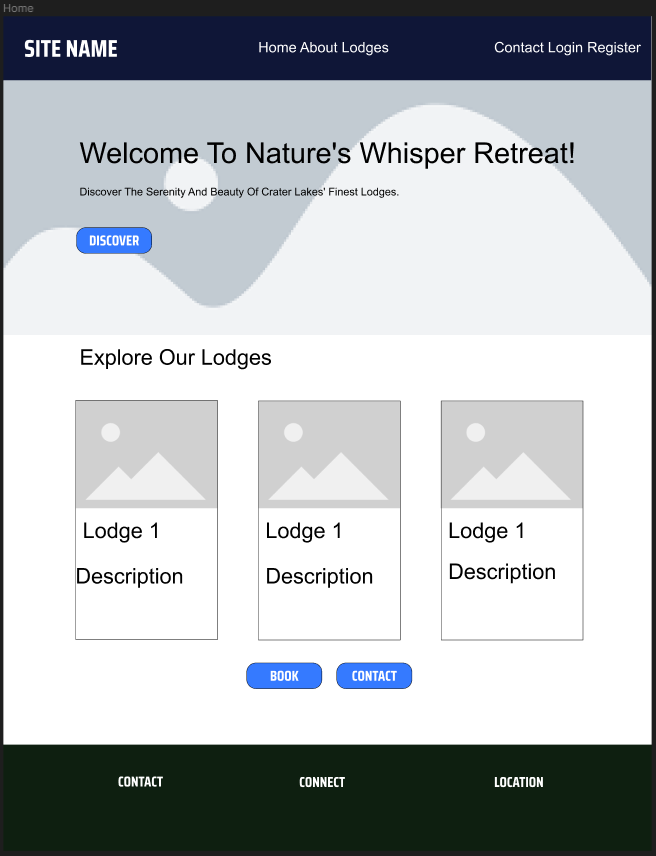 Home
SITE NAME
Home About Lodges
Contact Login Register
Welcome To Nature's Whisper Retreat!
Discover The Serenity And Beauty Of Crater Lakes' Finest Lodges.
DISCOVER
Explore Our Lodges
Lodge 1
Description
Lodge 1
Description
Lodge 1
Description
BOOK
CONTACT
CONTACT
CONNECT
LOCATION